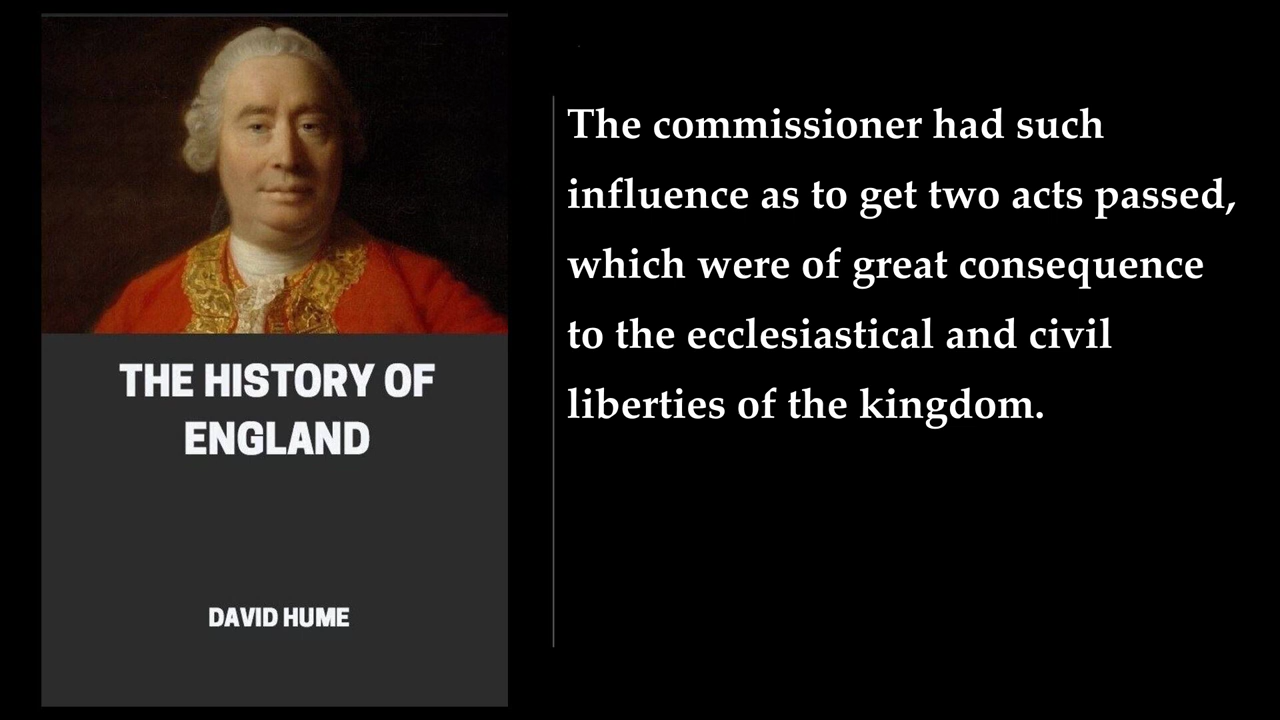 THE HISTORY OF
ENGLAND
DAVID HUME
The commissioner had such
influence as to get two acts passed,
which were of great consequence
to the ecclesiastical and civil
liberties of the kingdom.